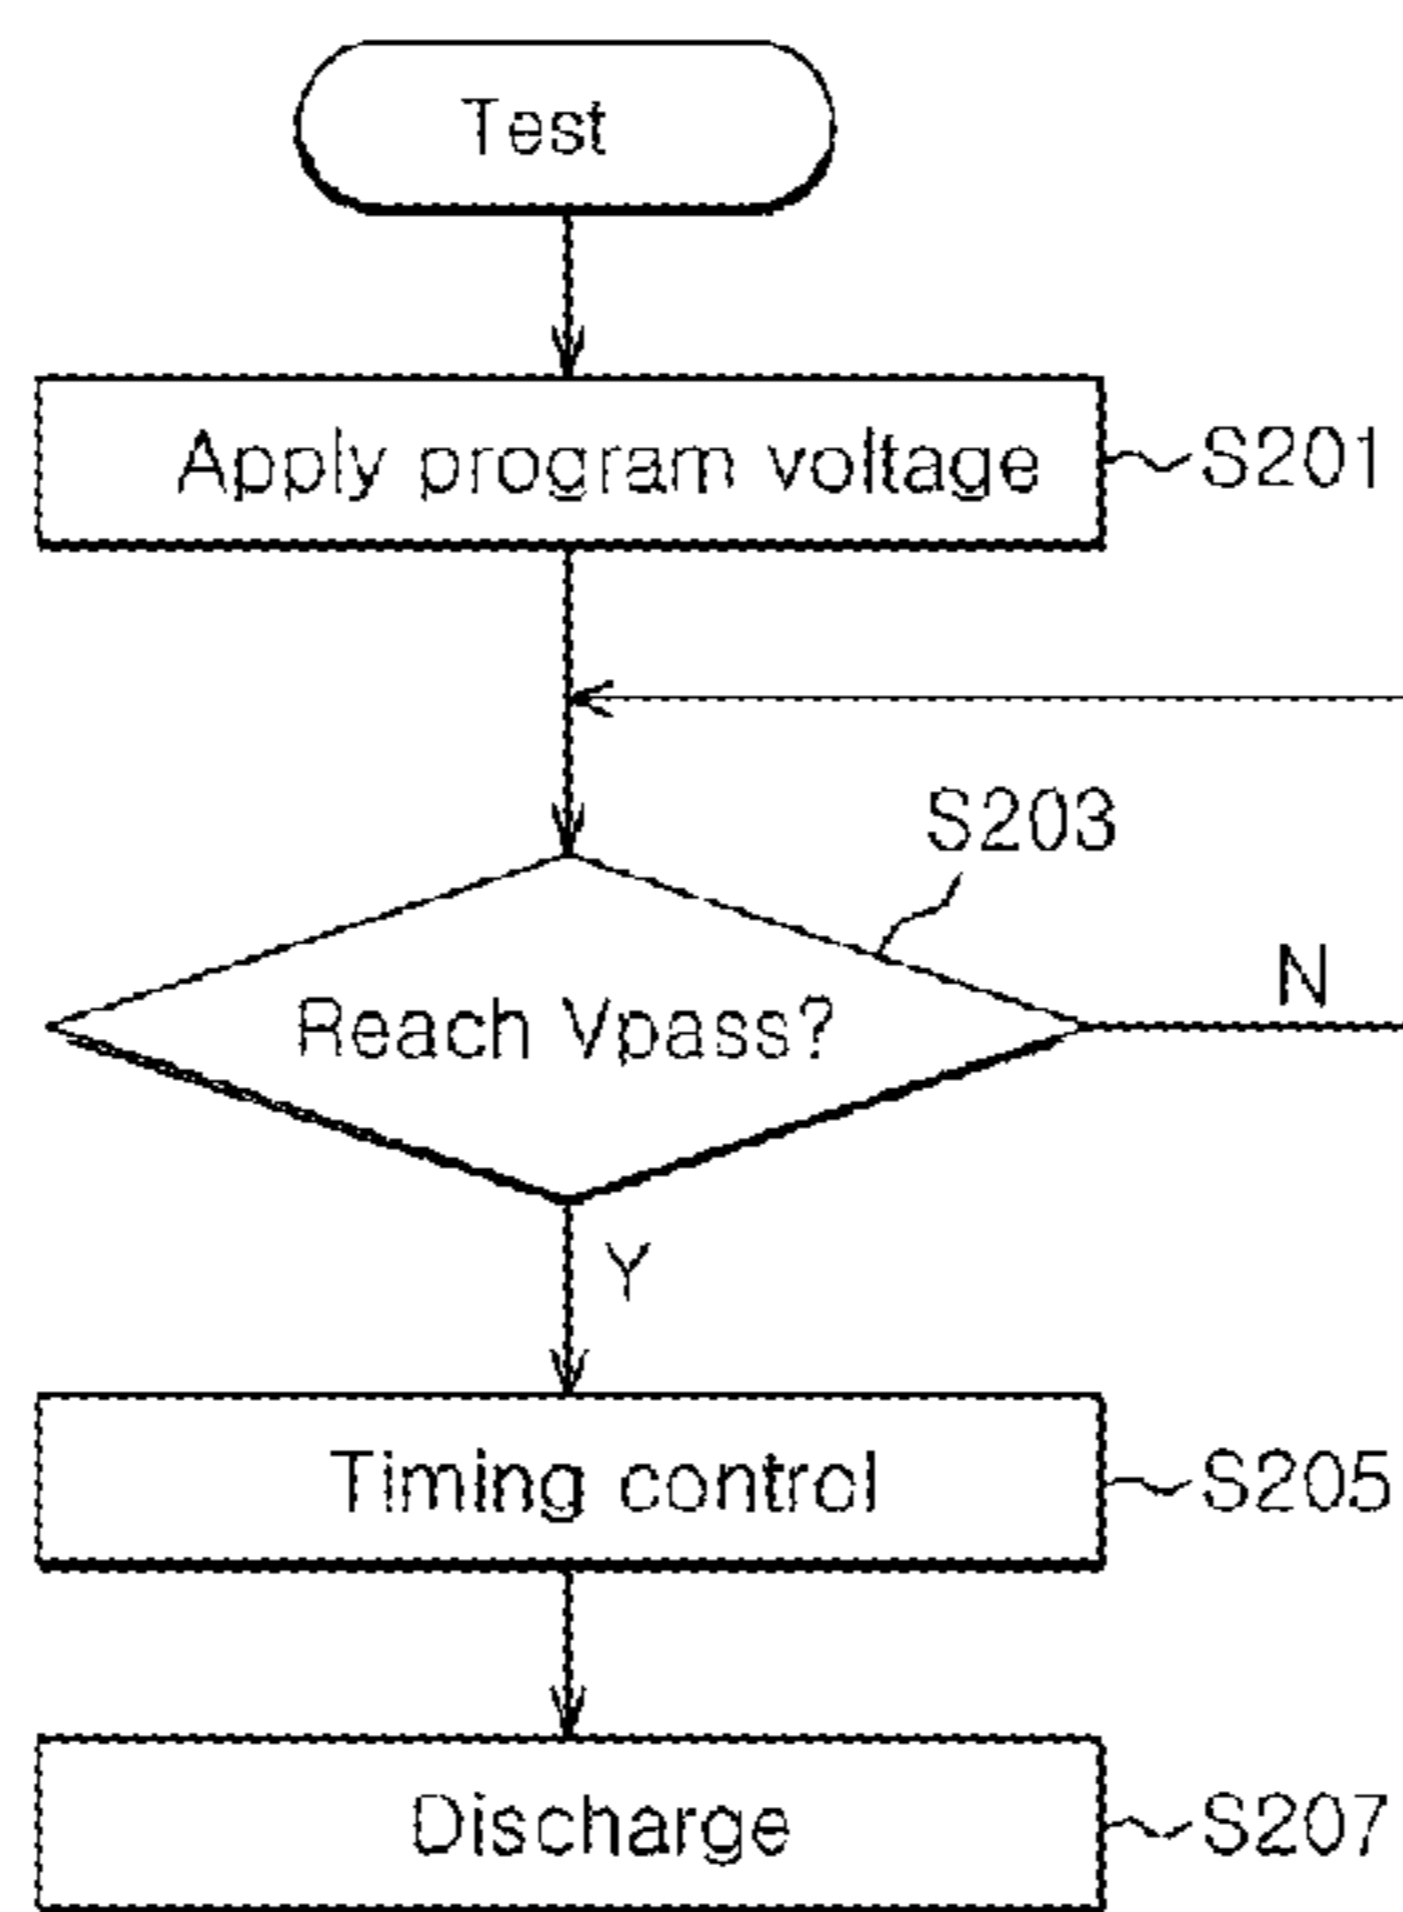 Test
Apply program voltage
S201
S203
Reach Vpass?
N
Y
Timing control
S205
Discharge
S207